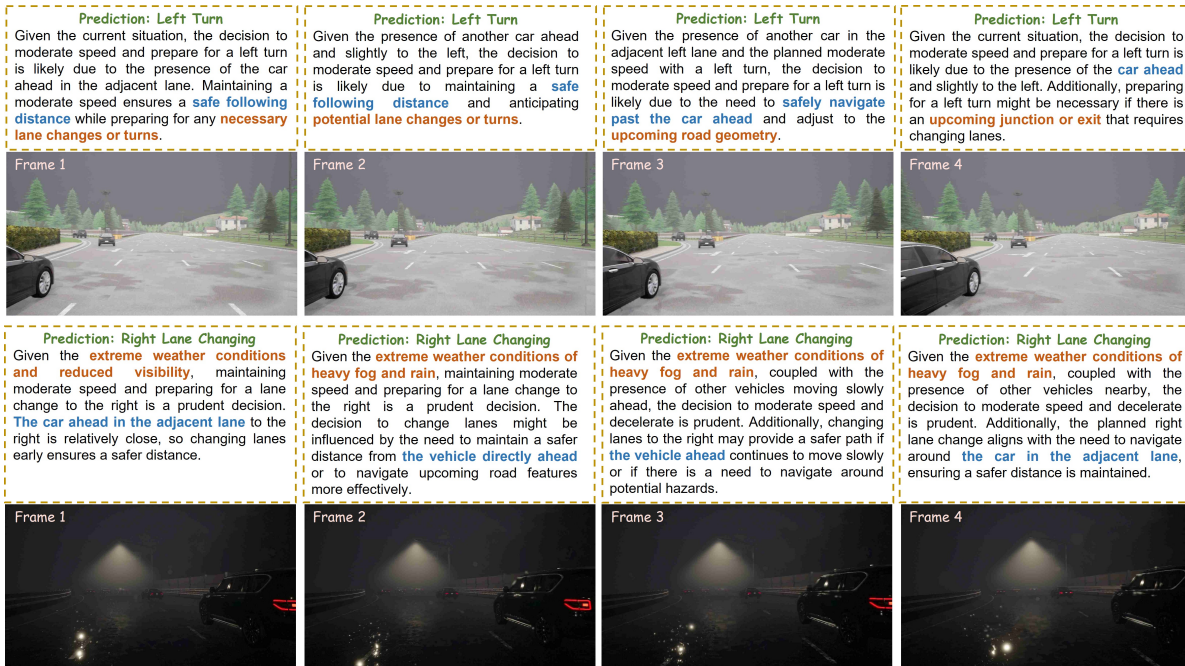 Prediction: Left Turn
Given the current situation, the decision to
moderate speed and prepare for a left turn
is likely due to the presence of the car
ahead in the adjacent lane. Maintaining a
moderate speed ensures a safe following
distance while preparing for any necessary
lane changes or turns.
Prediction: Left Turn
Given the presence of another car ahead
and slightly to the left, the decision to
moderate speed and prepare for a left turn
is likely due to maintaining a safe
following distance and anticipating
potential lane changes or turns.
Prediction: Left Turn
Given the presence of another car in the
adjacent left lane and the planned moderate
speed with a left turn, the decision to
moderate speed and prepare for a left turn is
likely due to the need to safely navigate
past the car ahead and adjust to the
upcoming road geometry.
Prediction: Left Turn
Given the current situation, the decision to
moderate speed and prepare for a left turn is
likely due to the presence of the car ahead
and slightly to the left. Additionally, preparing
for a left turn might be necessary if there is
an upcoming junction or exit that requires
changing lanes.
Frame 1
Frame 2
Frame 3
Frame 4
Prediction: Right Lane Changing
Given the extreme weather conditions
and reduced visibility, maintaining
moderate speed and preparing for a lane
change to the right is a prudent decision.
The car ahead in the adjacent lane to the
right is relatively close, so changing lanes
early ensures a safer distance.
Prediction: Right Lane Changing
Given the extreme weather conditions of
heavy fog and rain, maintaining moderate
speed and preparing for a lane change to
the right is a prudent decision. The
decision to change lanes might be
influenced by the need to maintain a safer
distance from the vehicle directly ahead
or to navigate upcoming road features
more effectively.
Prediction: Right Lane Changing
Given the extreme weather conditions of
heavy fog and rain, coupled with the
presence of other vehicles moving slowly
ahead, the decision to moderate speed and
decelerate is prudent. Additionally, changing
lanes to the right may provide a safer path if
the vehicle ahead continues to move slowly
or if there is a need to navigate around
potential hazards.
Prediction: Right Lane Changing
Given the extreme weather conditions of
heavy fog and rain, coupled with the
presence of other vehicles nearby, the
decision to moderate speed and decelerate
is prudent. Additionally, the planned right
lane change aligns with the need to navigate
around the car in the adjacent lane,
ensuring a safer distance is maintained.
Frame 1
Frame 2
Frame 3
Frame 4